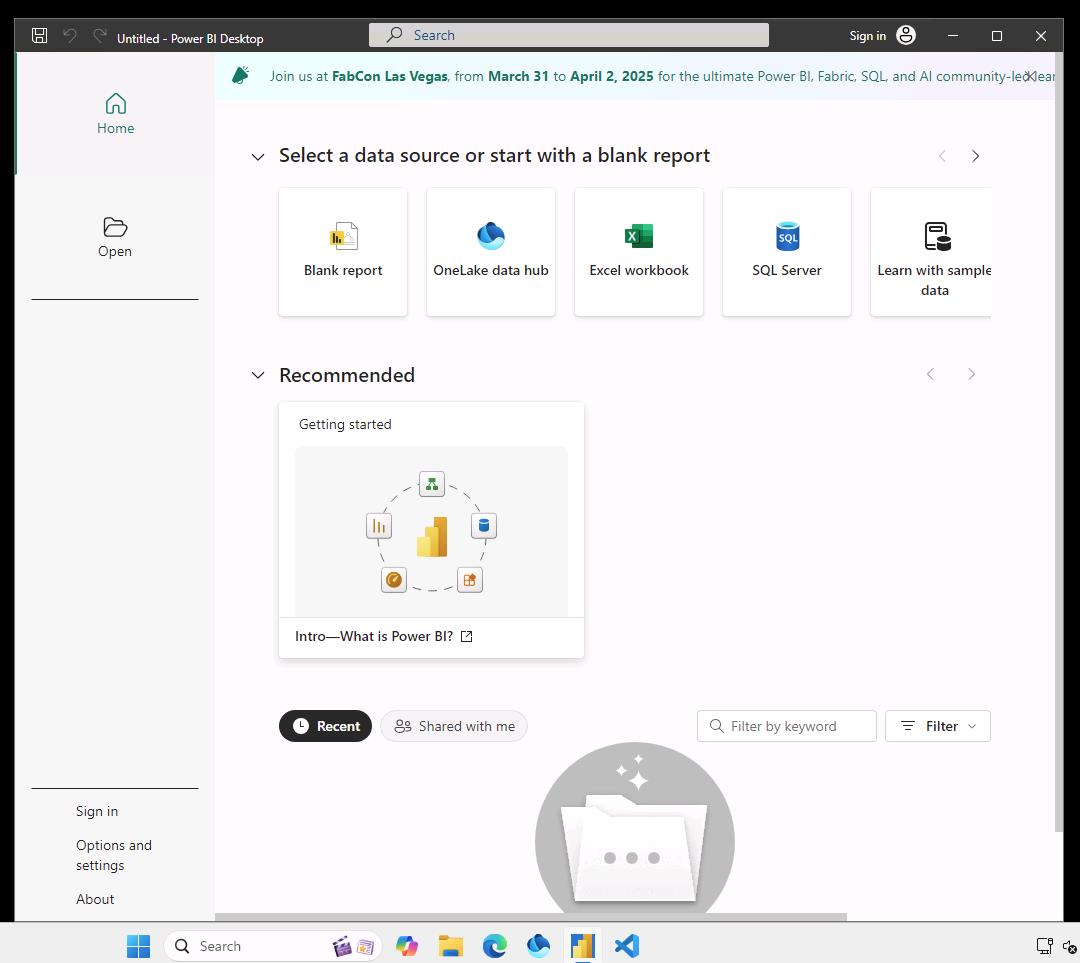 Untitled - Power BI Desktop
Search
Sign in
Join us at FabCon Las Vegas, from March 31 to April 2, 2025 for the ultimate Power BI, Fabric, SQL, and AI community-led lear
Home
Open
Select a data source or start with a blank report
Blank report
OneLake data hub
Excel workbook
SQL
SQL Server
Learn with sample
data
Recommended
Getting started
Intro—What is Power BI?
Recent
Shared with me
Filter by keyword
Filter
Sign in
Options and
settings
About
Search